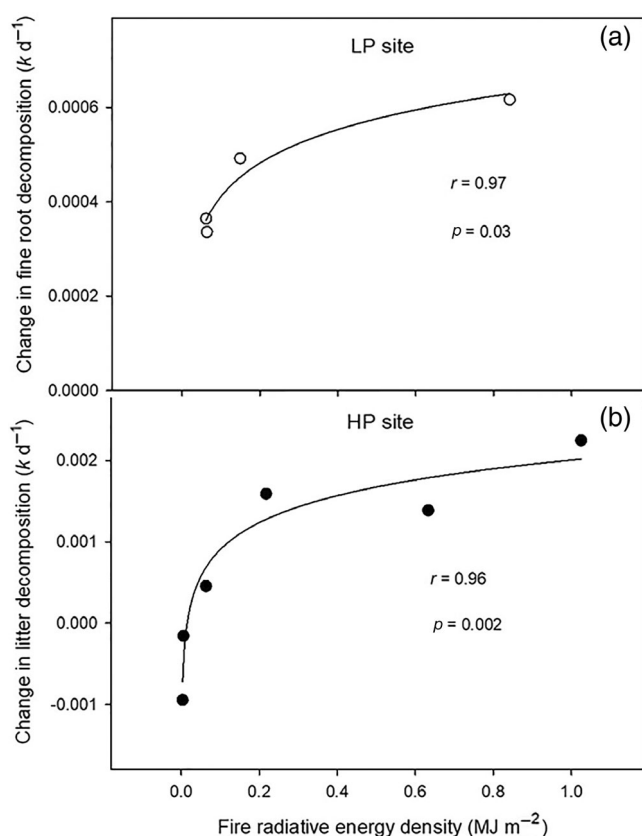 (a)
LP site
Change in fine root decomposition (k d⁻¹)
0.0006
0.0004
0.0002
0.0000
r = 0.97
p = 0.03
(b)
HP site
Change in litter decomposition (k d⁻¹)
0.002
0.001
0.000
-0.001
r = 0.96
p = 0.002
0.0 0.2 0.4 0.6 0.8 1.0
Fire radiative energy density (MJ m⁻²)